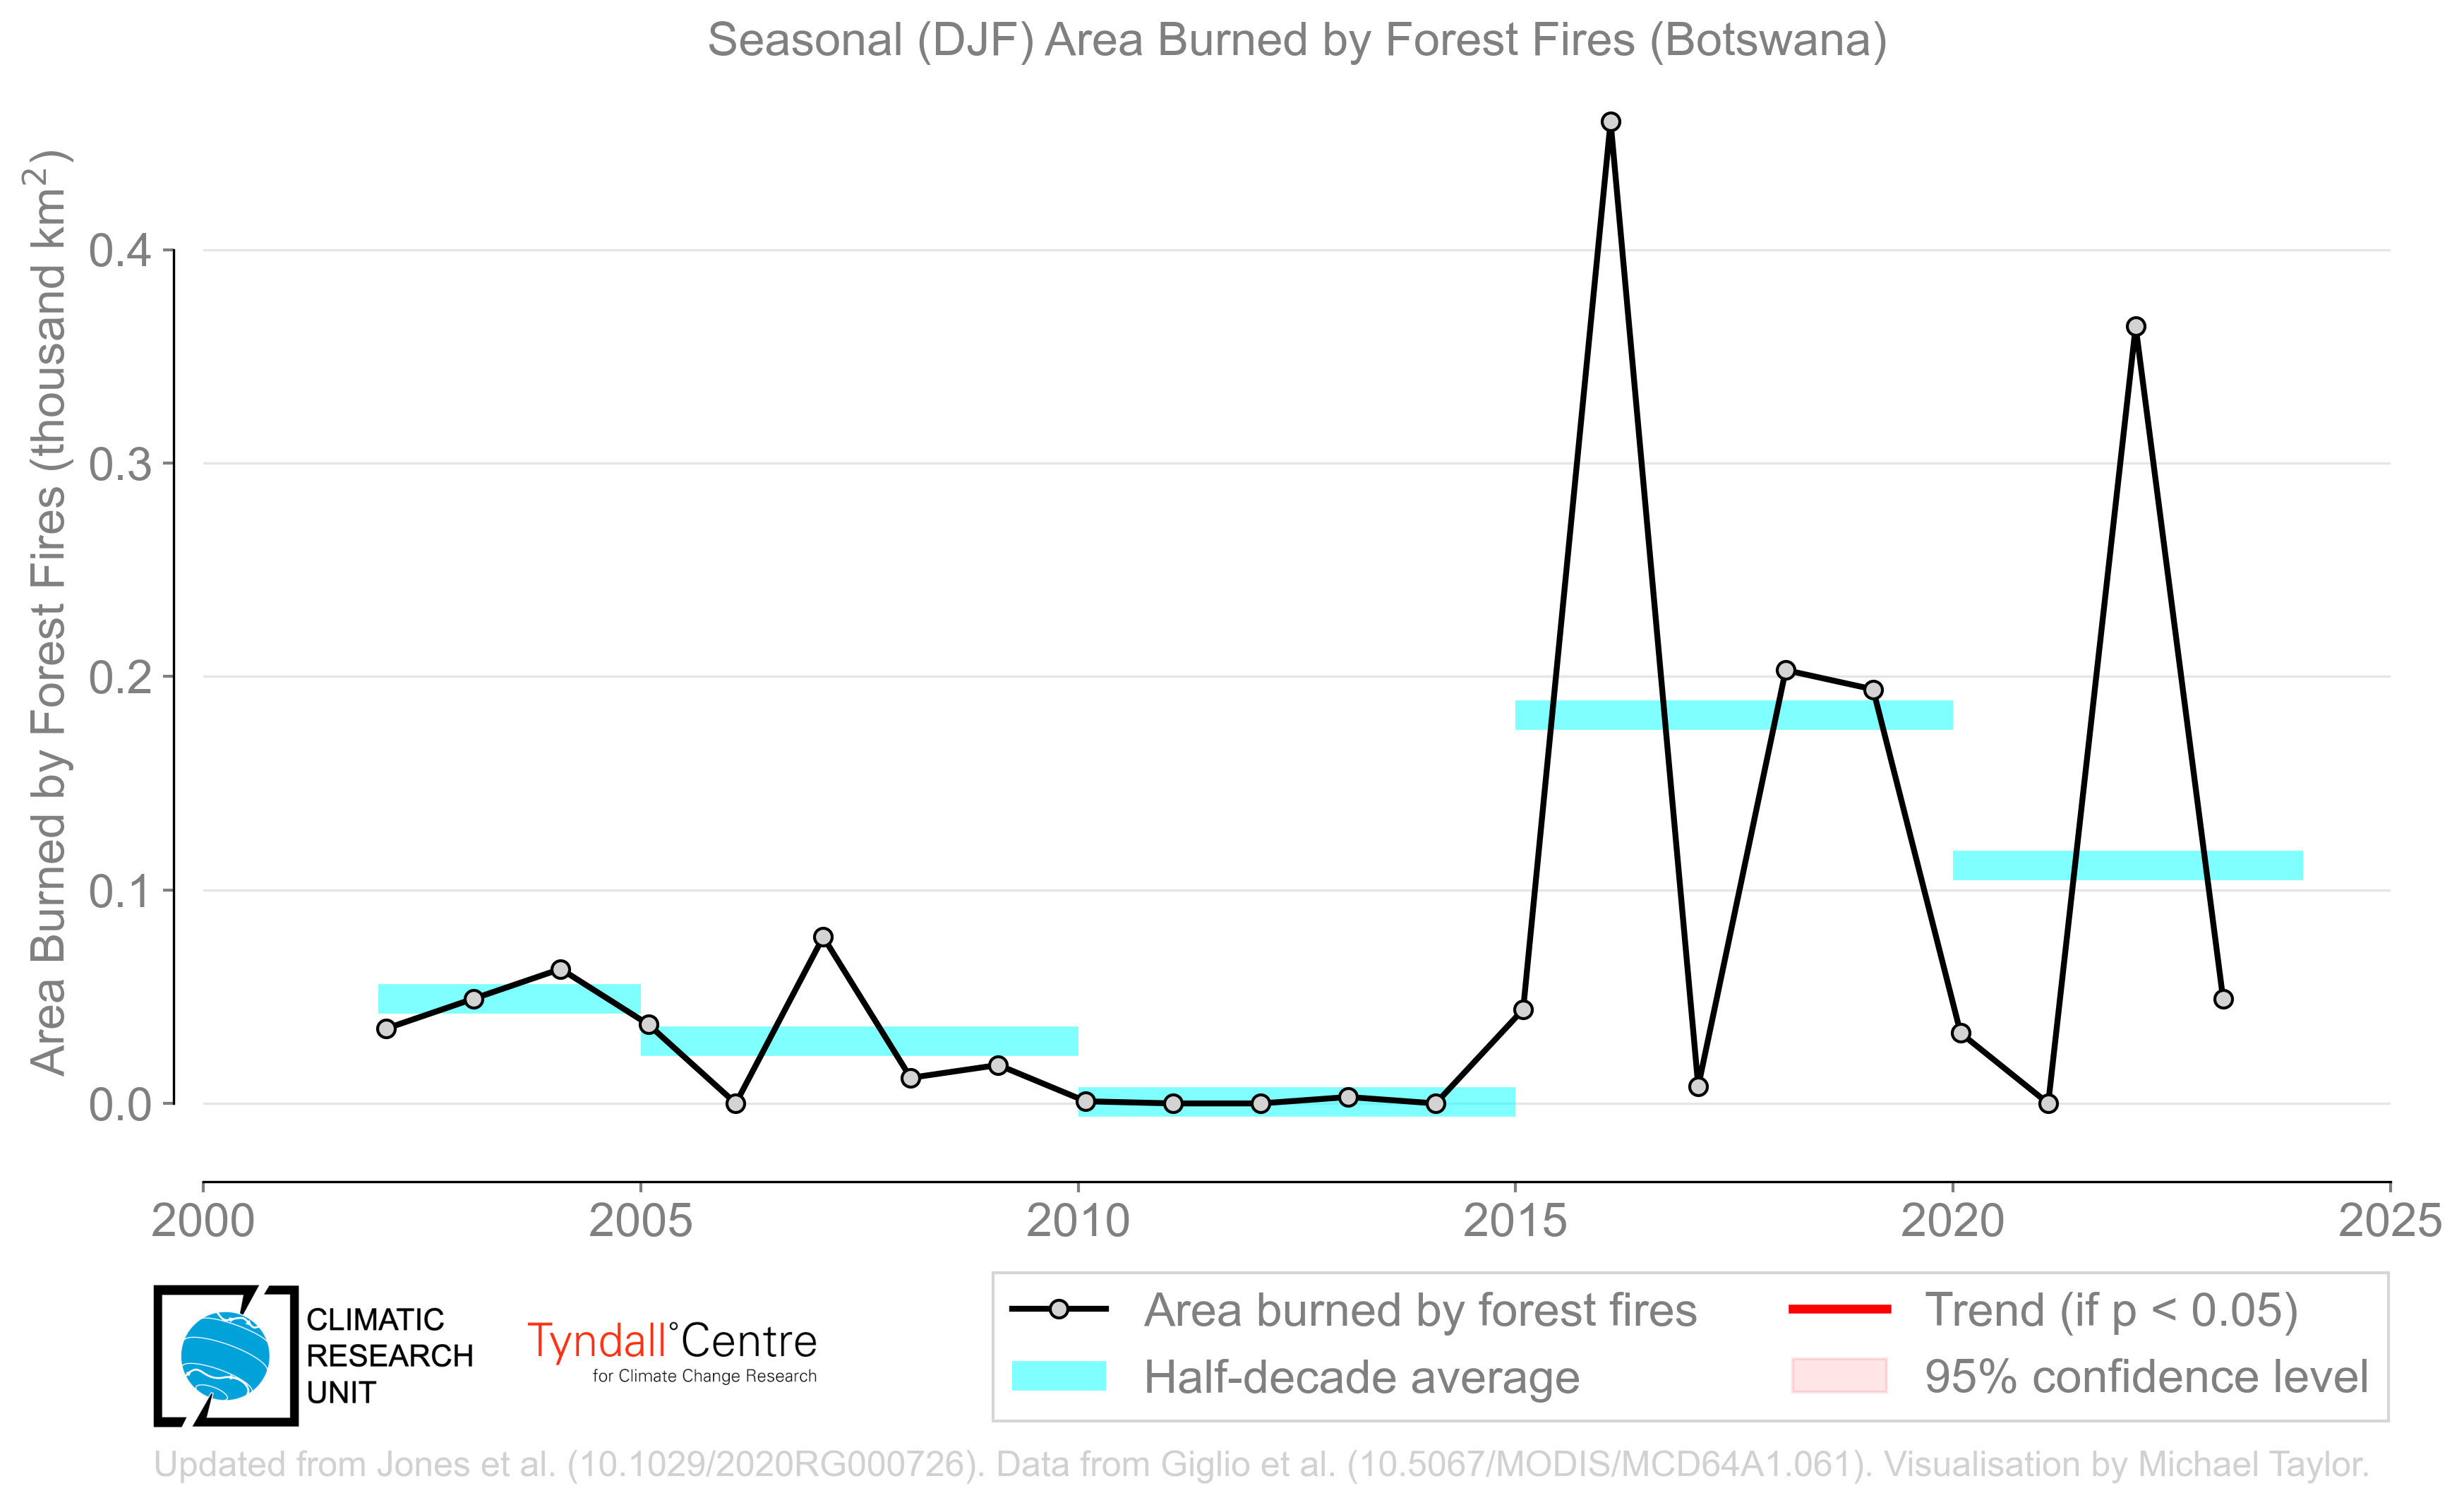 Seasonal (DJF) Area Burned by Forest Fires (Botswana)
Area Burned by Forest Fires (thousand km²)
0.4
0.3
0.2
0.1
0.0
2000 2005 2010 2015 2020 2025
CLIMATIC
RESEARCH
UNIT
Tyndall°Centre
for Climate Change Research
Area burned by forest fires
Half-decade average
Trend (if p < 0.05)
95% confidence level
Updated from Jones et al. (10.1029/2020RG000726). Data from Giglio et al. (10.5067/MODIS/MCD64A1.061). Visualisation by Michael Taylor.